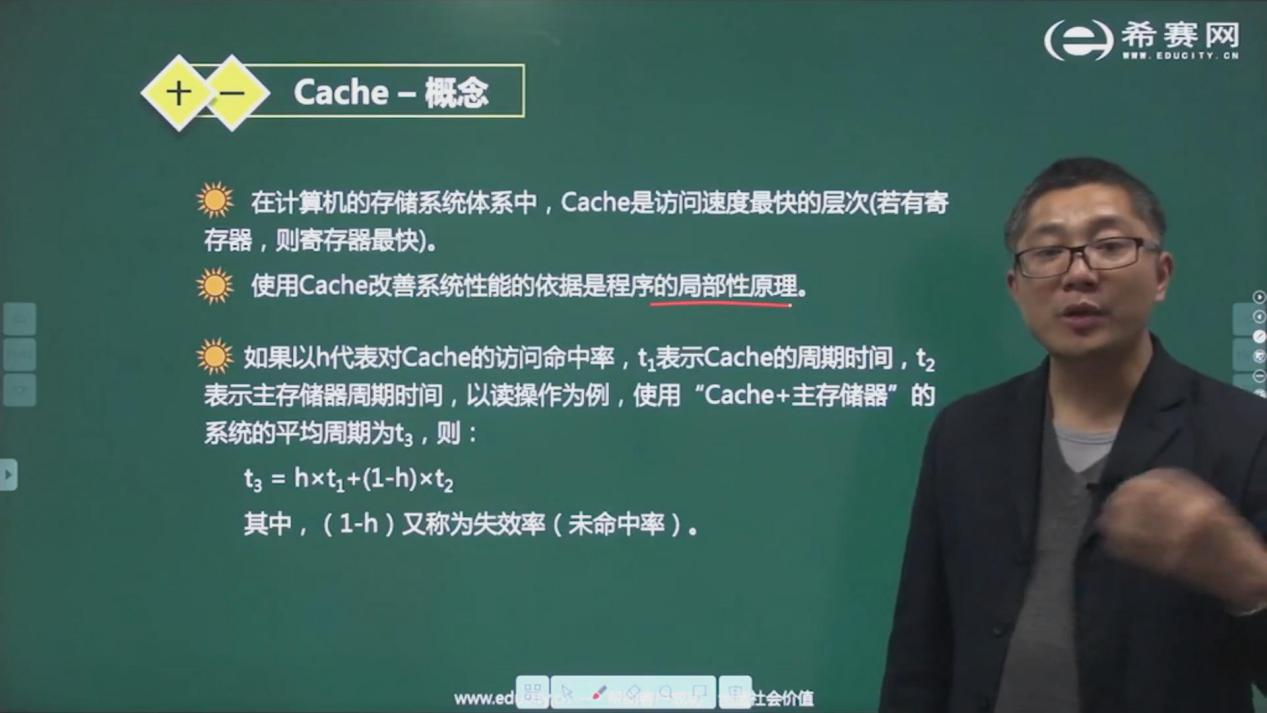 希赛网
WWW.EDUCITY.CN
Cache – 概念
在计算机的存储系统体系中，Cache是访问速度最快的层次(若有寄
存器，则寄存器最快)。
使用Cache改善系统性能的依据是程序的局部性原理。
如果以h代表对Cache的访问命中率，t₁表示Cache的周期时间，t₂
表示主存储器周期时间，以读操作为例，使用“Cache+主存储器”的
系统的平均周期为t₃，则：
t₃ = h×t₁+(1-h)×t₂
其中，（1-h）又称为失效率（未命中率）。
社会价值